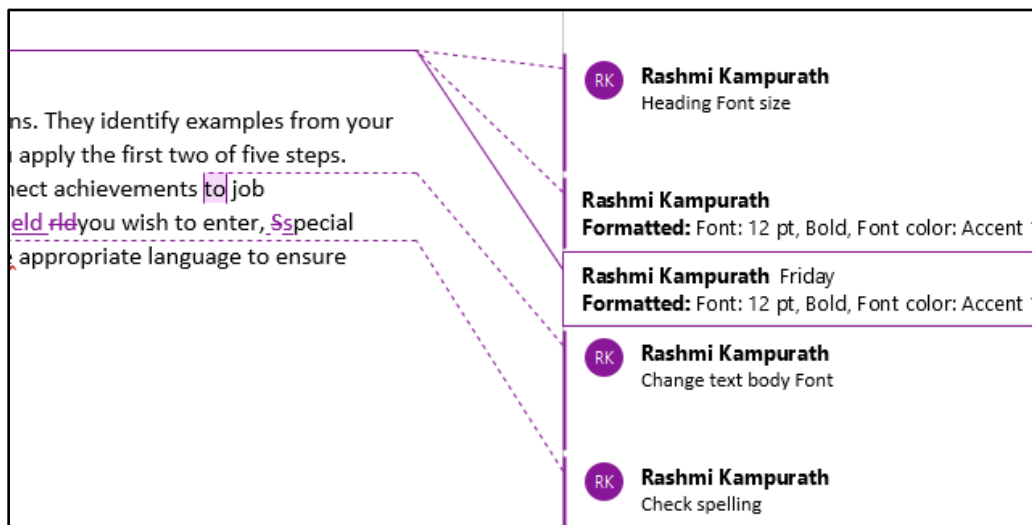 ns. They identify examples from your
apply the first two of five steps.
nect achievements to job
eld rldyou wish to enter, Sspecial
appropriate language to ensure
RK Rashmi Kampurath
Heading Font size
Rashmi Kampurath
Formatted: Font: 12 pt, Bold, Font color: Accent
Rashmi Kampurath Friday
Formatted: Font: 12 pt, Bold, Font color: Accent
RK Rashmi Kampurath
Change text body Font
RK Rashmi Kampurath
Check spelling